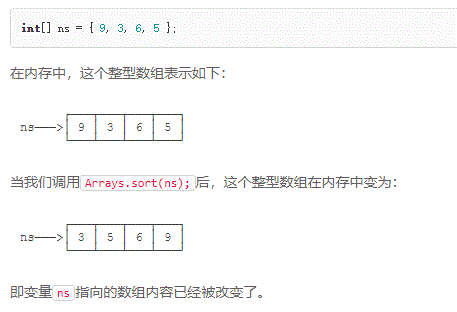 int[] ns = { 9, 3, 6, 5 };
在内存中，这个整型数组表示如下：
ns───>│ 9 │ 3 │ 6 │ 5 │
当我们调用Arrays.sort(ns);后，这个整型数组在内存中变为：
ns───>│ 3 │ 5 │ 6 │ 9 │
即变量ns指向的数组内容已经被改变了。